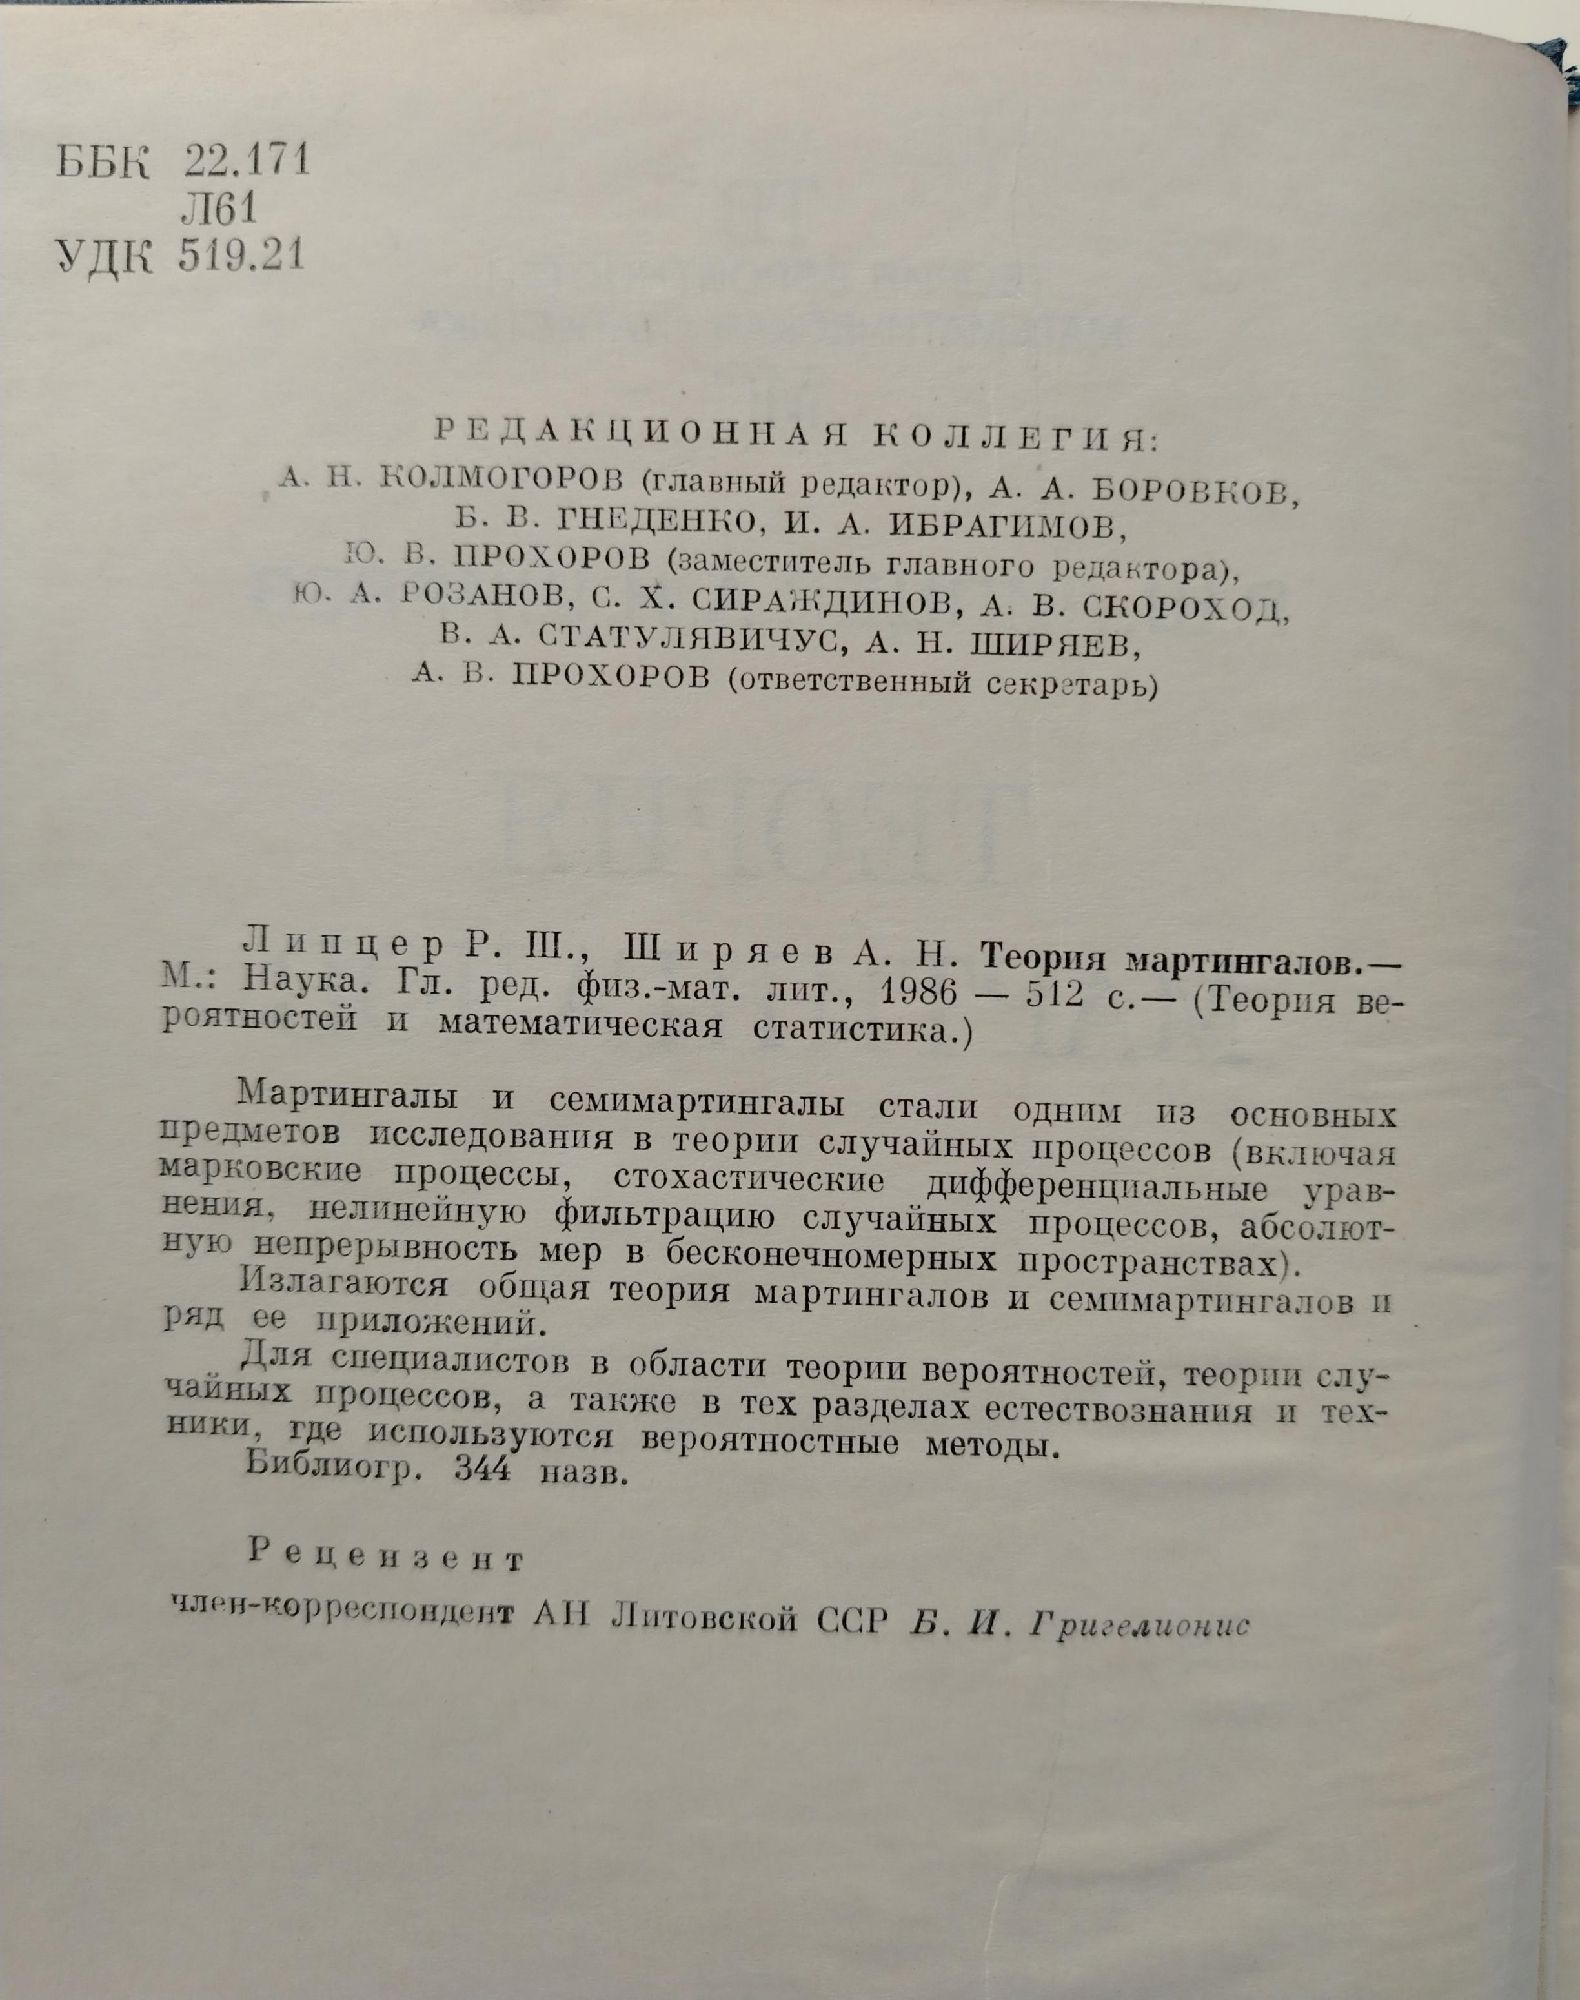 ББК 22.171
Л61
УДК 519.21
РЕДАКЦИОННАЯ КОЛЛЕГИЯ:
А. Н. КОЛМОГОРОВ (главный редактор), А. А. БОРОВКОВ,
Б. В. ГНЕДЕНКО, И. А. ИБРАГИМОВ,
Ю. В. ПРОХОРОВ (заместитель главного редактора),
Ю. А. РОЗАНОВ, С. Х. СИРАЖДИНОВ, А. В. СКОРОХОД,
В. А. СТАТУЛЯВИЧУС, А. Н. ШИРЯЕВ,
А. В. ПРОХОРОВ (ответственный секретарь)
Липцер Р. Ш., Ширяев А. Н. Теория мартингалов.—
М.: Наука. Гл. ред. физ.-мат. лит., 1986 — 512 с.— (Теория ве-
роятностей и математическая статистика.)
Мартингалы и семимартингалы стали одним из основных
предметов исследования в теории случайных процессов (включая
марковские процессы, стохастические дифференциальные урав-
нения, нелинейную фильтрацию случайных процессов, абсолют-
ную непрерывность мер в бесконечномерных пространствах).
Излагаются общая теория мартингалов и семимартингалов и
ряд ее приложений.
Для специалистов в области теории вероятностей, теории слу-
чайных процессов, а также в тех разделах естествознания и тех-
ники, где используются вероятностные методы.
Библиогр. 344 назв.
Рецензент
член-корреспондент АН Литовской ССР Б. И. Григелионис